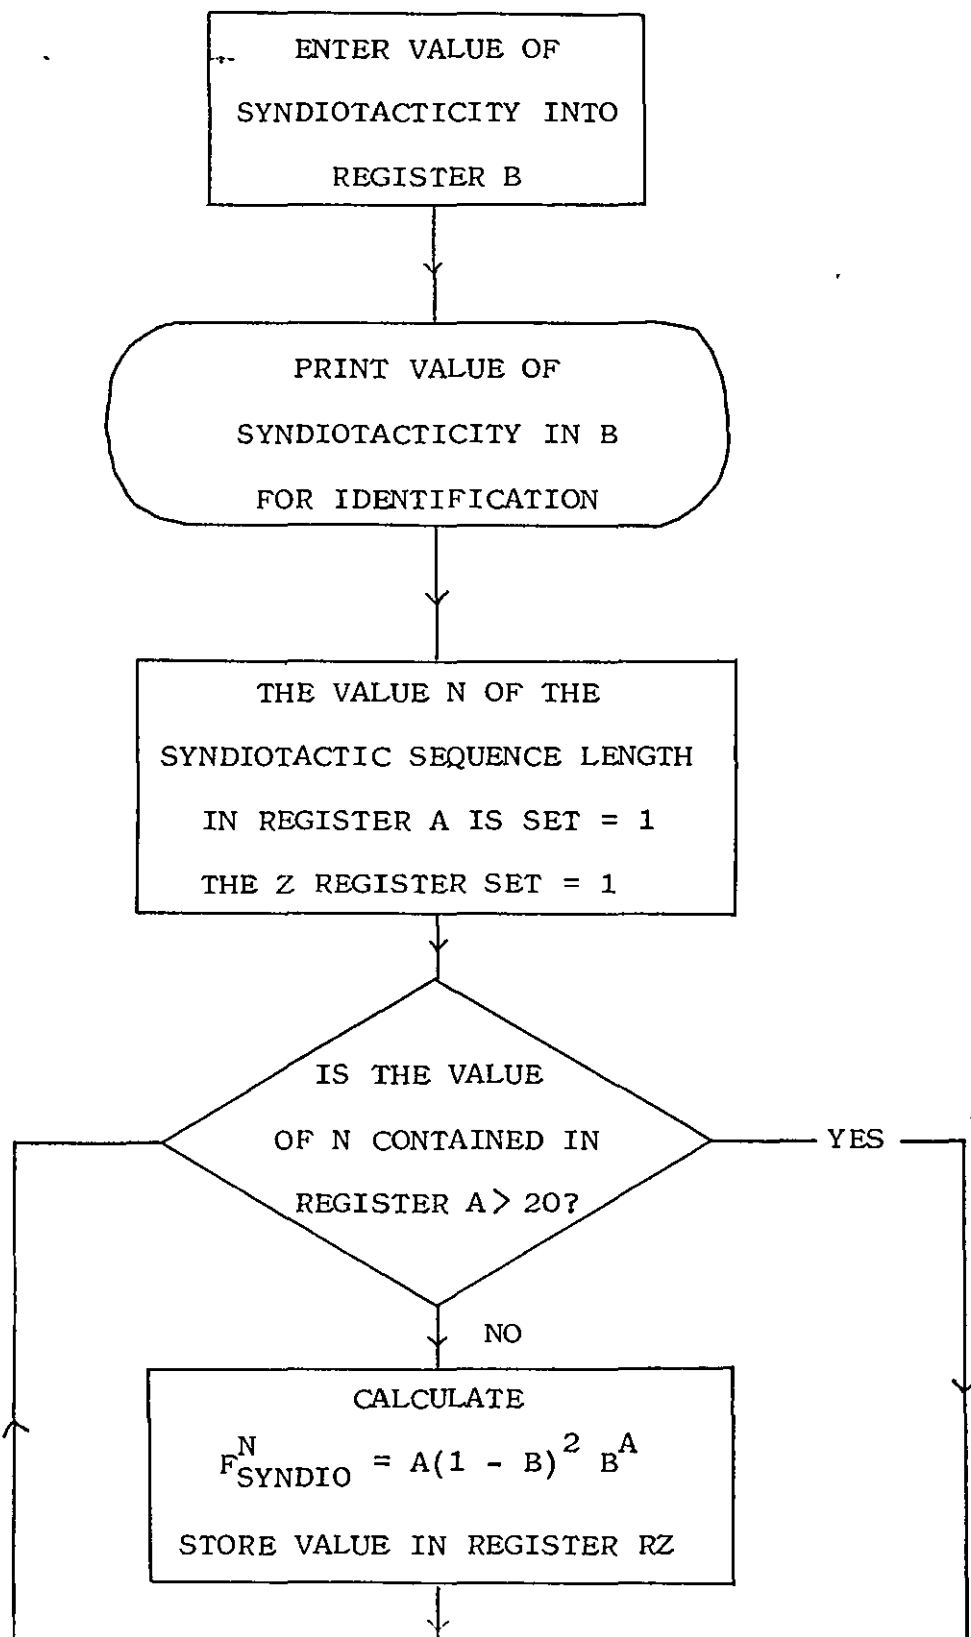 ENTER VALUE OF
SYNDIOTACTICITY INTO
REGISTER B
PRINT VALUE OF
SYNDIOTACTICITY IN B
FOR IDENTIFICATION
THE VALUE N OF THE
SYNDIOTACTIC SEQUENCE LENGTH
IN REGISTER A IS SET = 1
THE Z REGISTER SET = 1
IS THE VALUE
OF N CONTAINED IN
REGISTER A > 20?
YES
NO
CALCULATE
F^N_SYNDIO = A(1 - B)^2 B^A
STORE VALUE IN REGISTER RZ